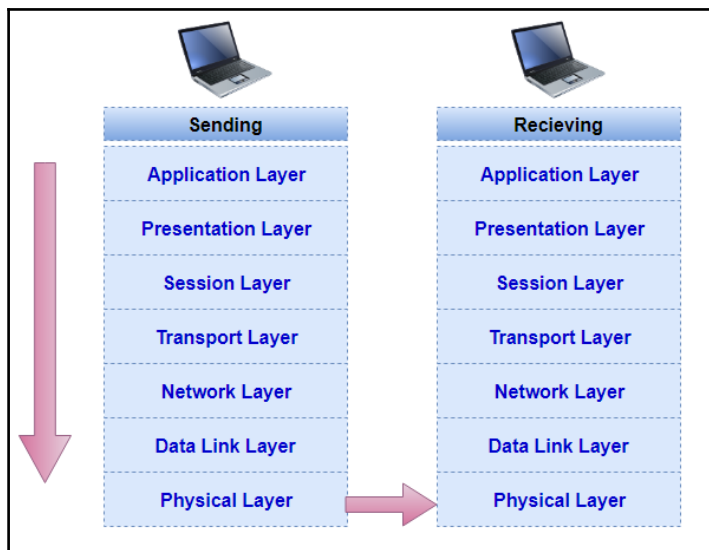 Sending
Application Layer
Presentation Layer
Session Layer
Transport Layer
Network Layer
Data Link Layer
Physical Layer
Recieving
Application Layer
Presentation Layer
Session Layer
Transport Layer
Network Layer
Data Link Layer
Physical Layer